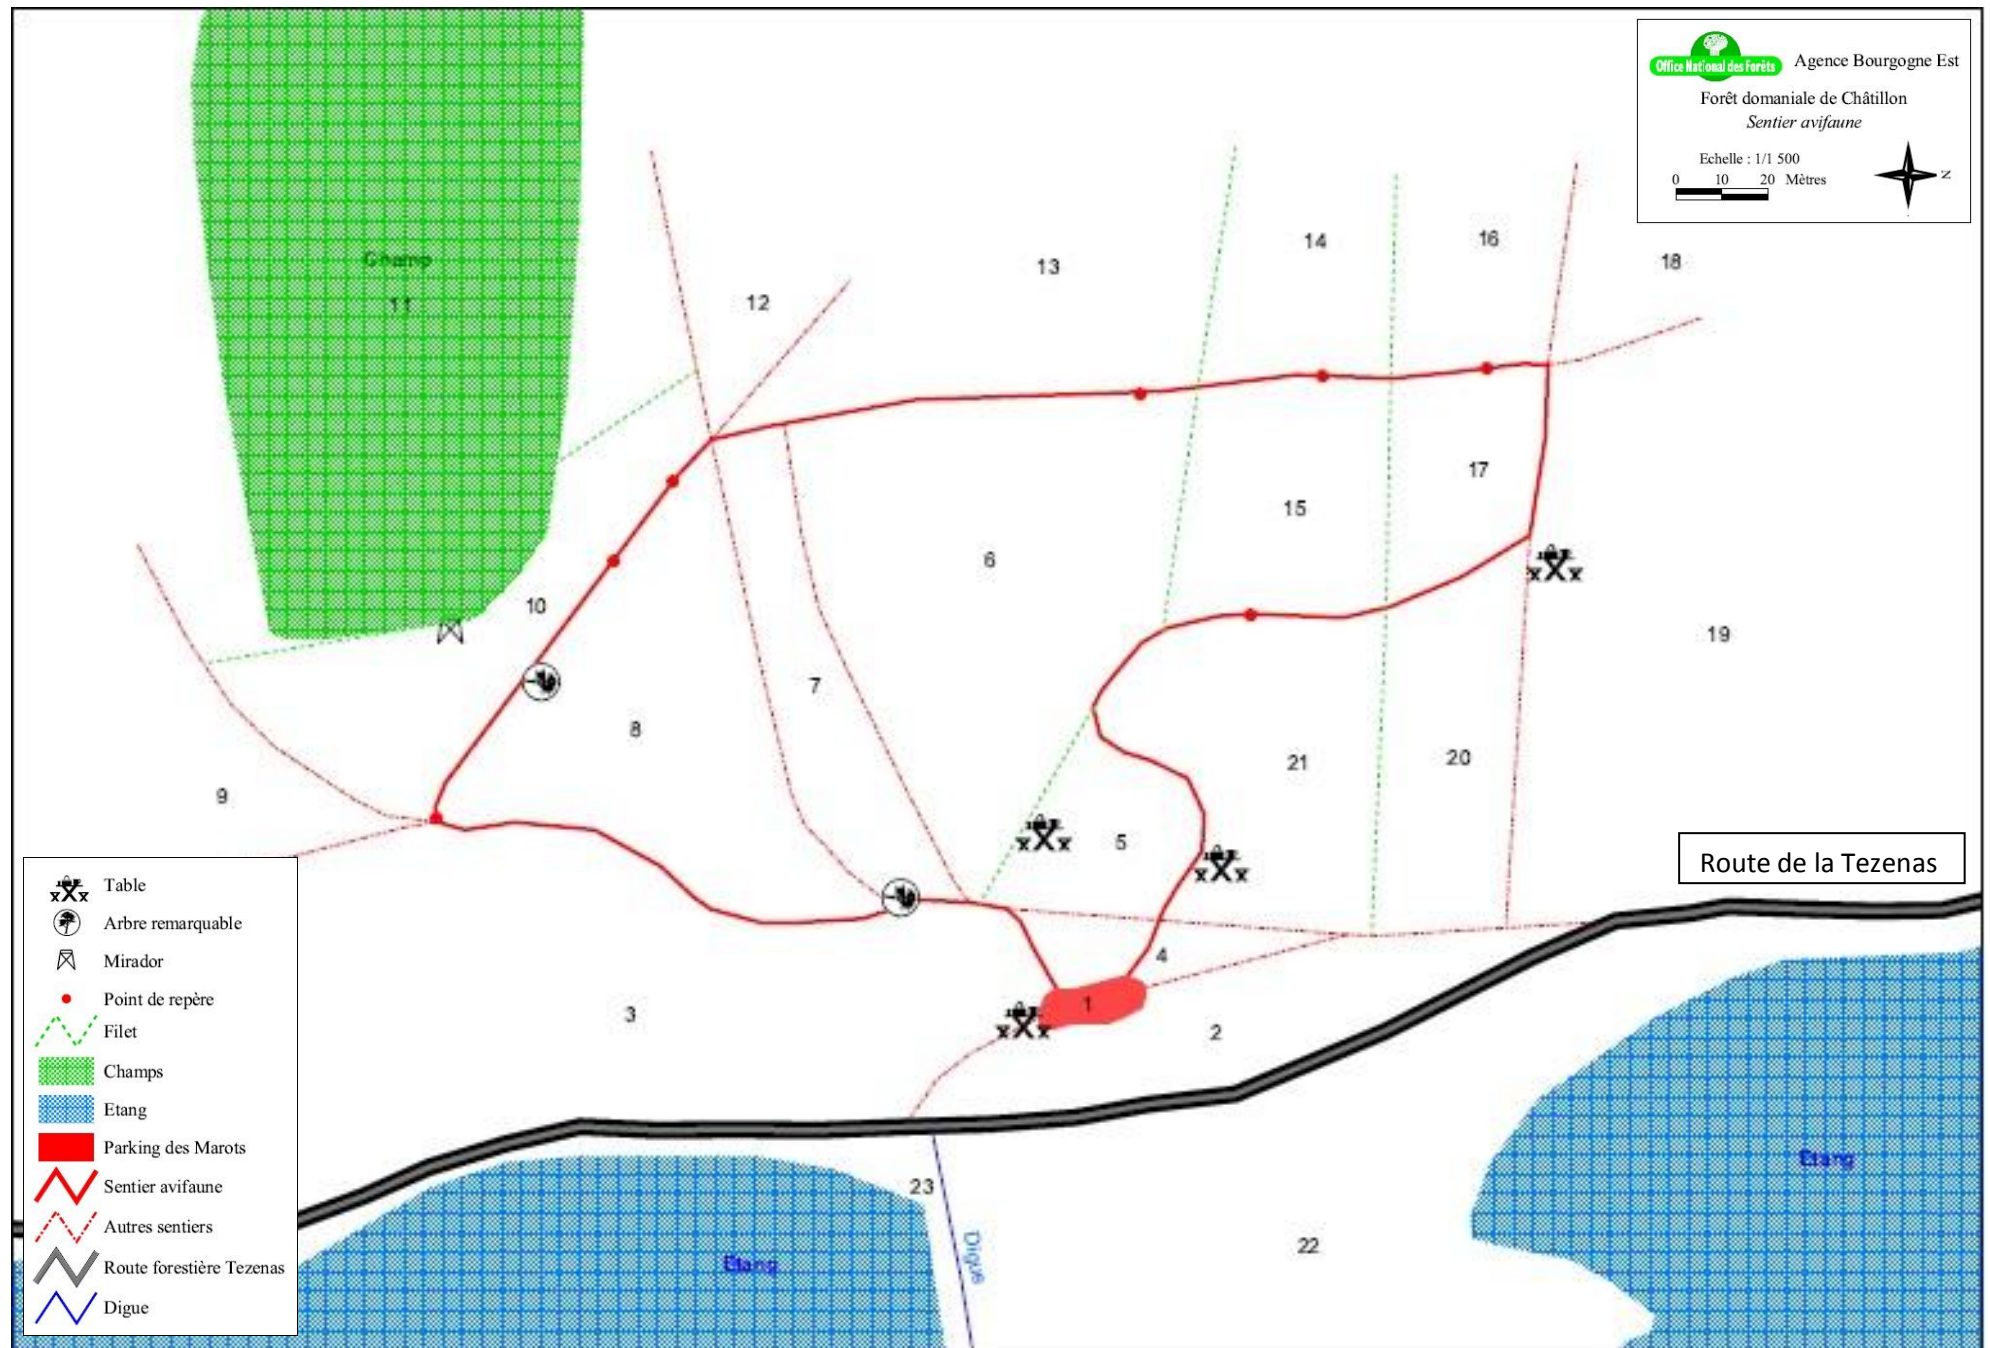 Office National des Forêts
Agence Bourgogne Est
Forêt domaniale de Châtillon
Sentier avifaune
Echelle : 1/1 500
0 10 20 Mètres
N
14
16
18
13
12
Champ
11
17
15
6
10
19
7
8
20
21
9
5
Route de la Tezenas
4
1
3
2
Etang
23
22
Digue
Etang
Table
Arbre remarquable
Mirador
Point de repère
Filet
Champs
Etang
Parking des Marots
Sentier avifaune
Autres sentiers
Route forestière Tezenas
Digue